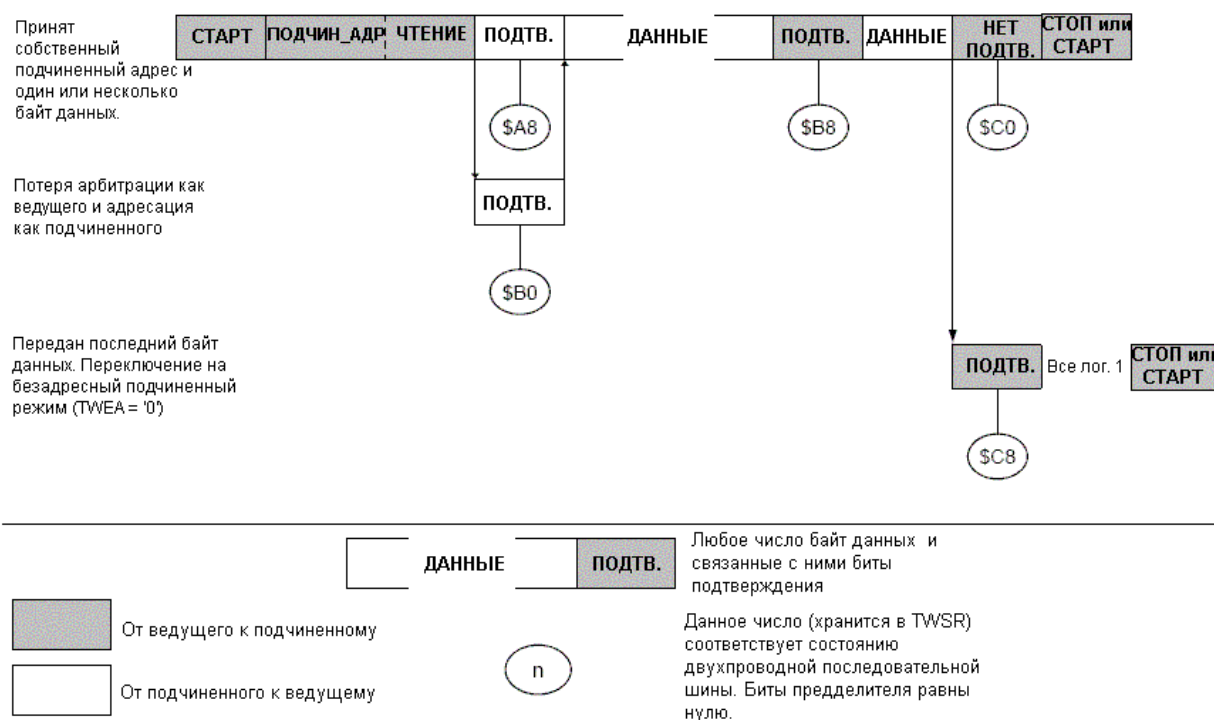 Принят
собственный
подчиненный адрес и
один или несколько
байт данных.
СТАРТ ПОДЧИН_АДР ЧТЕНИЕ ПОДТВ. ДАННЫЕ ПОДТВ. ДАННЫЕ НЕТ ПОДТВ. СТОП или СТАРТ
$A8 $B8 $C0
Потеря арбитрации как
ведущего и адресация
как подчиненного
ПОДТВ.
$B0
Передан последний байт
данных. Переключение на
безадресный подчиненный
режим (TWEA = '0')
ПОДТВ. Все лог. 1 СТОП или СТАРТ
$C8
ДАННЫЕ ПОДТВ.
Любое число байт данных и
связанные с ними биты
подтверждения
От ведущего к подчиненному
От подчиненного к ведущему
n
Данное число (хранится в TWSR)
соответствует состоянию
двухпроводной последовательной
шины. Биты предделителя равны
нулю.